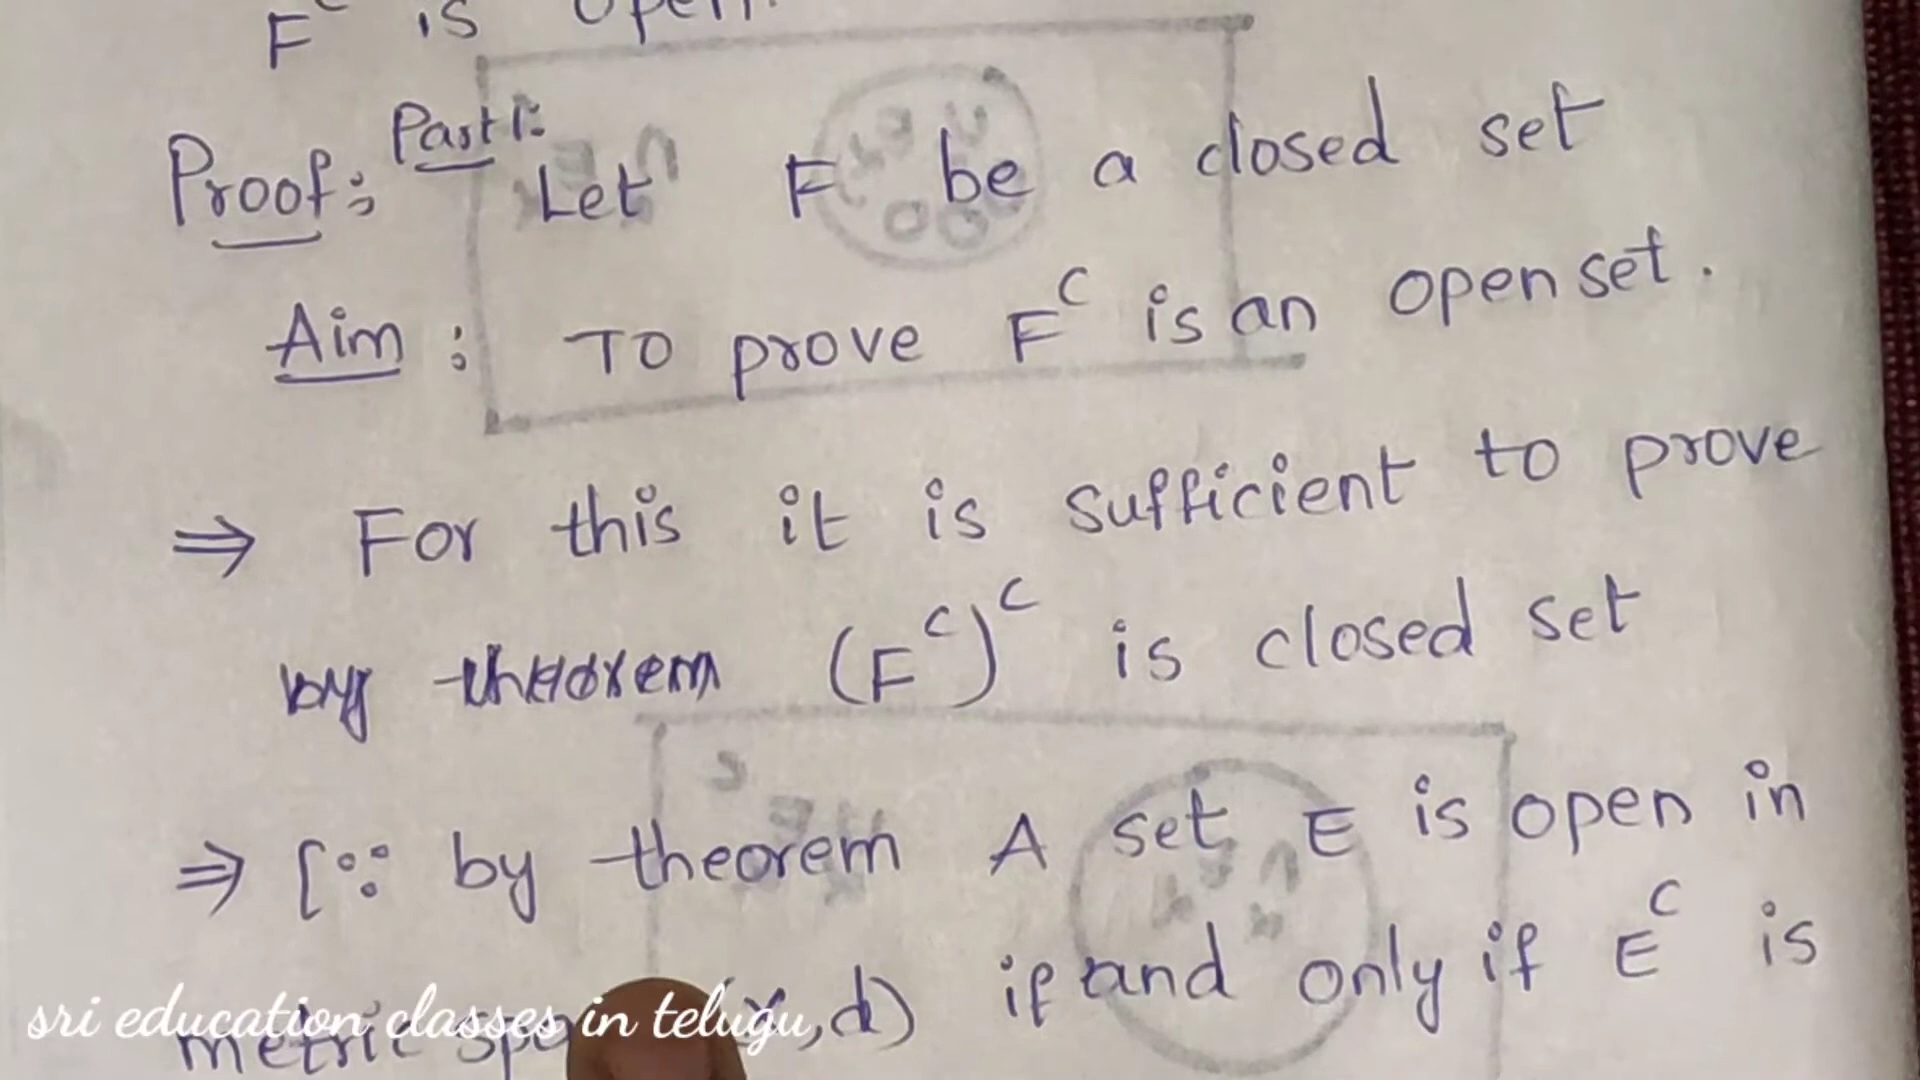 F^C is open.
Proof: Part 1: Let F be a closed set
Aim : To prove F^C is an open set.
⇒ For this it is sufficient to prove
by theorem (F^C)^C is closed set
⇒ [∵ by theorem A set E is open in
metric (x,d) if and only if E^C is
sri education classes in telugu